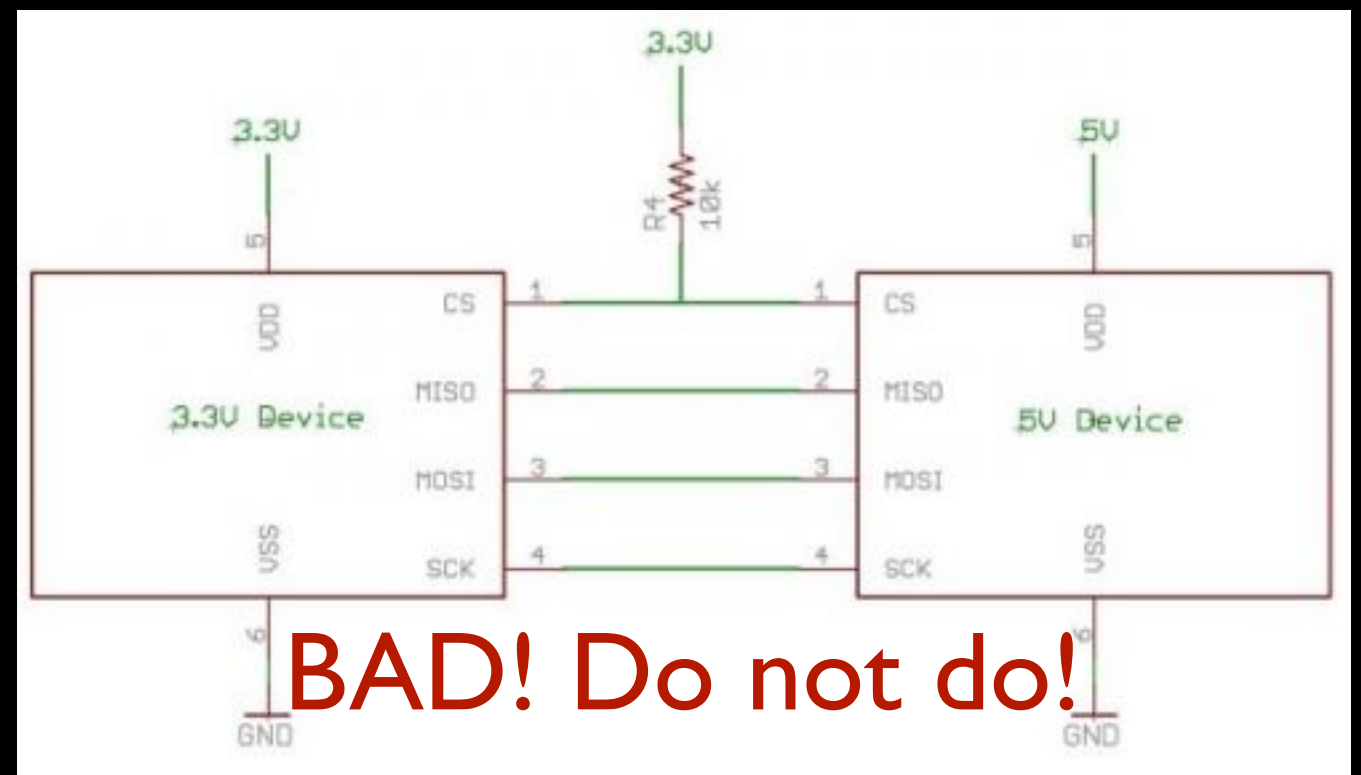 3.3V
3.3V
5V
R4
10k
5
5
CS
1
1
CS
VDD
VDD
MISO
2
2
MISO
3.3V Device
5V Device
MOSI
3
3
MOSI
VSS
VSS
SCK
4
4
SCK
6
6
BAD! Do not do!
GND
GND